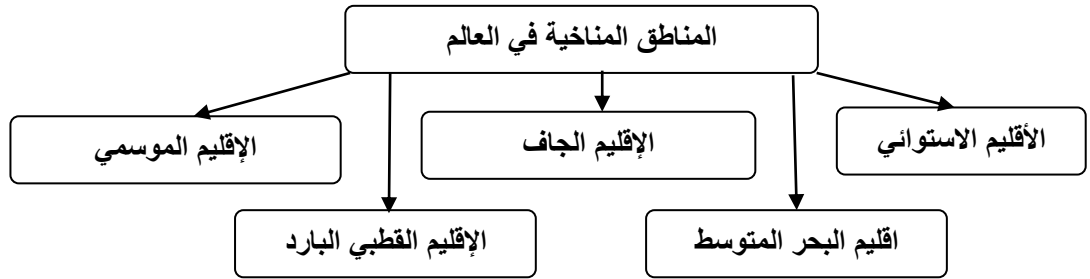 المناطق المناخية في العالم
الأقليم الاستوائي
الإقليم الجاف
الإقليم الموسمي
اقليم البحر المتوسط
الإقليم القطبي البارد